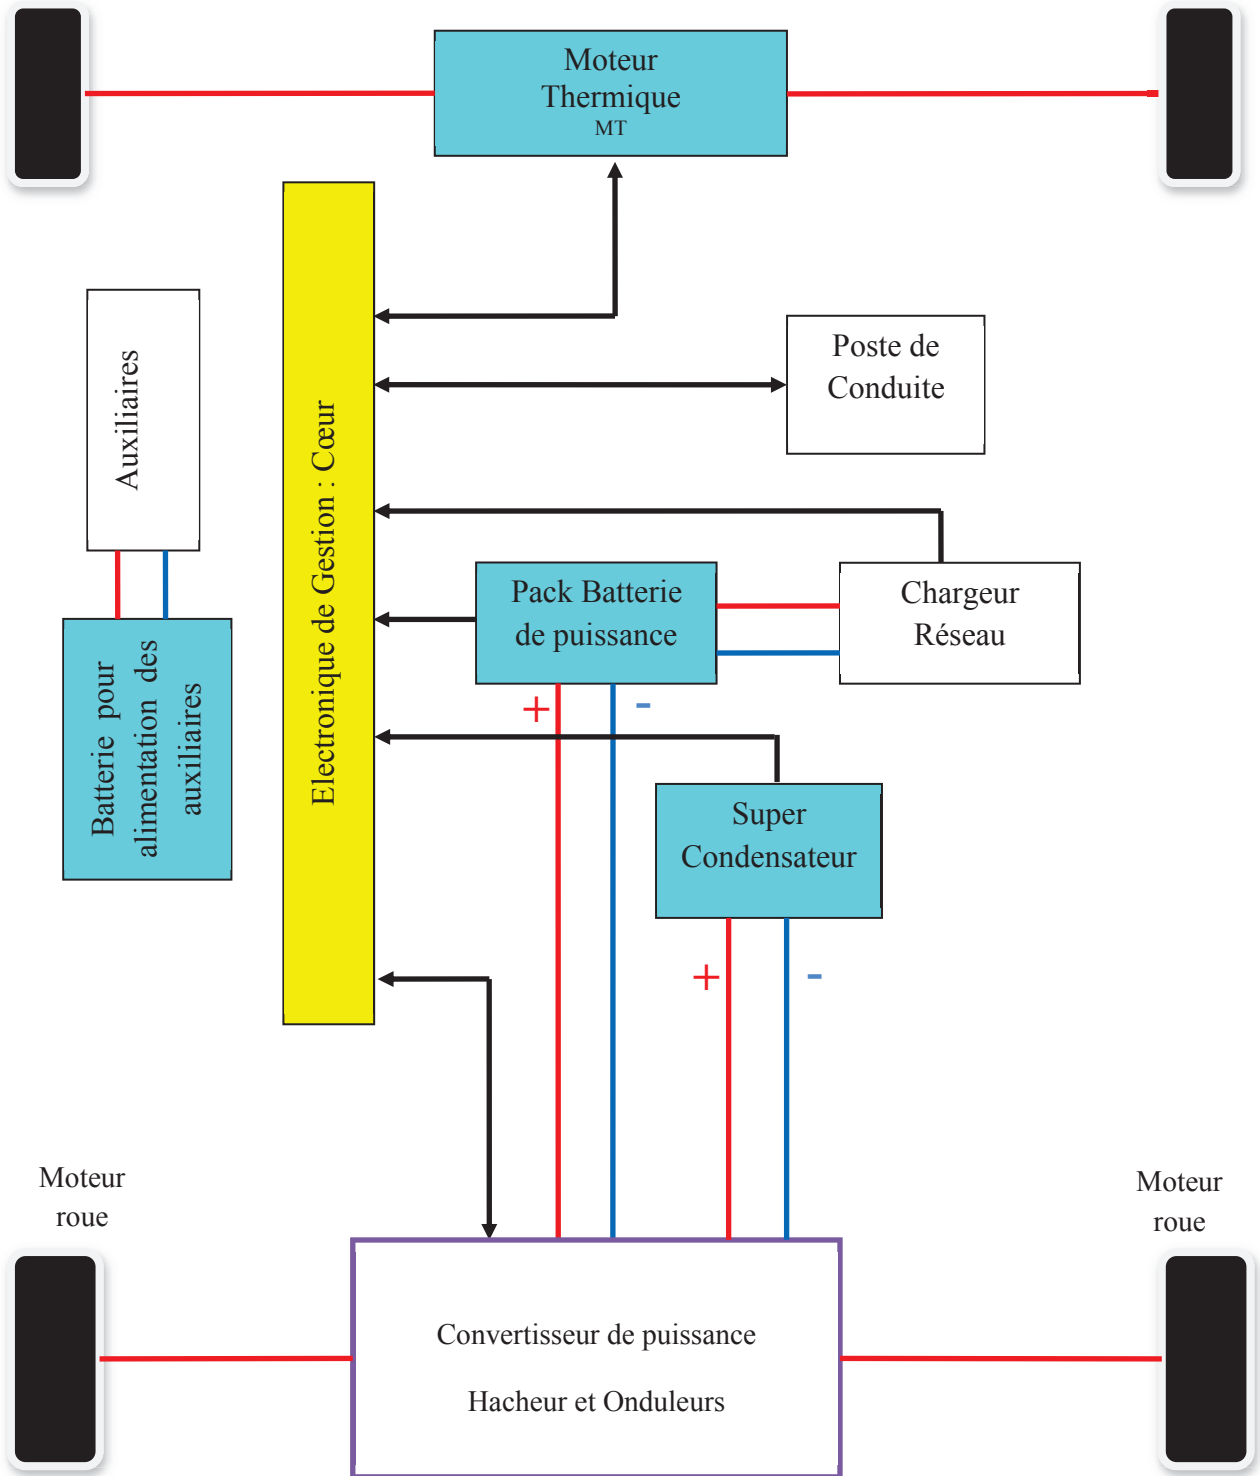 Moteur
Thermique
MT
Auxiliaires
Electronique de Gestion : Cœur
Poste de
Conduite
Pack Batterie
de puissance
Chargeur
Réseau
Batterie pour
alimentation des
auxiliaires
+ -
Super
Condensateur
+ -
Moteur
roue
Moteur
roue
Convertisseur de puissance
Hacheur et Onduleurs